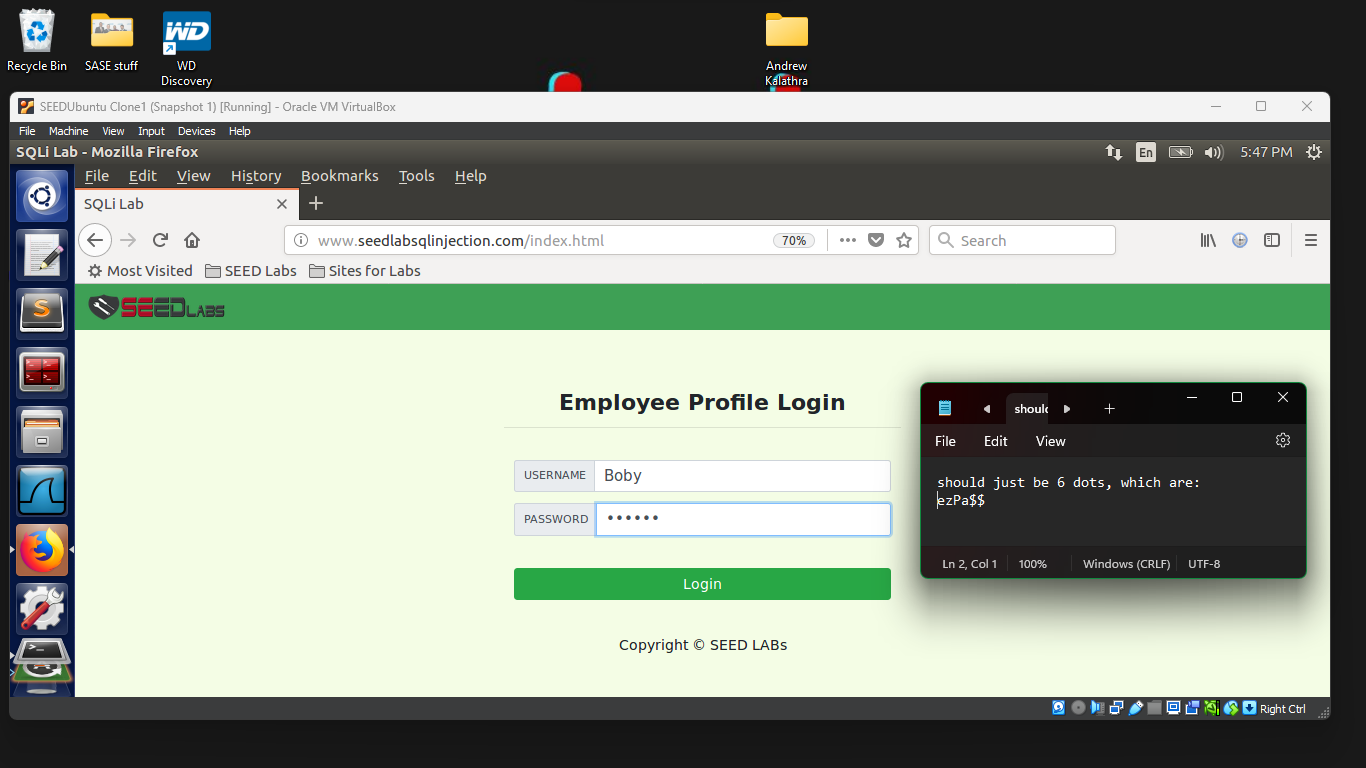 Recycle Bin
SASE stuff
WD
Discovery
WD
Andrew
Kalathra
SEEDUbuntu Clone1 (Snapshot 1) [Running] - Oracle VM VirtualBox
File Machine View Input Devices Help
SQLi Lab - Mozilla Firefox
En
5:47 PM
File Edit View History Bookmarks Tools Help
SQLi Lab
www.seedlabsqlinjection.com/index.html
70%
Search
Most Visited SEED Labs Sites for Labs
SEEDLABS
Employee Profile Login
USERNAME Boby
PASSWORD ••••••
Login
Copyright © SEED LABs
should
File Edit View
should just be 6 dots, which are:
ezPa$$
Ln 2, Col 1 100% Windows (CRLF) UTF-8
Right Ctrl